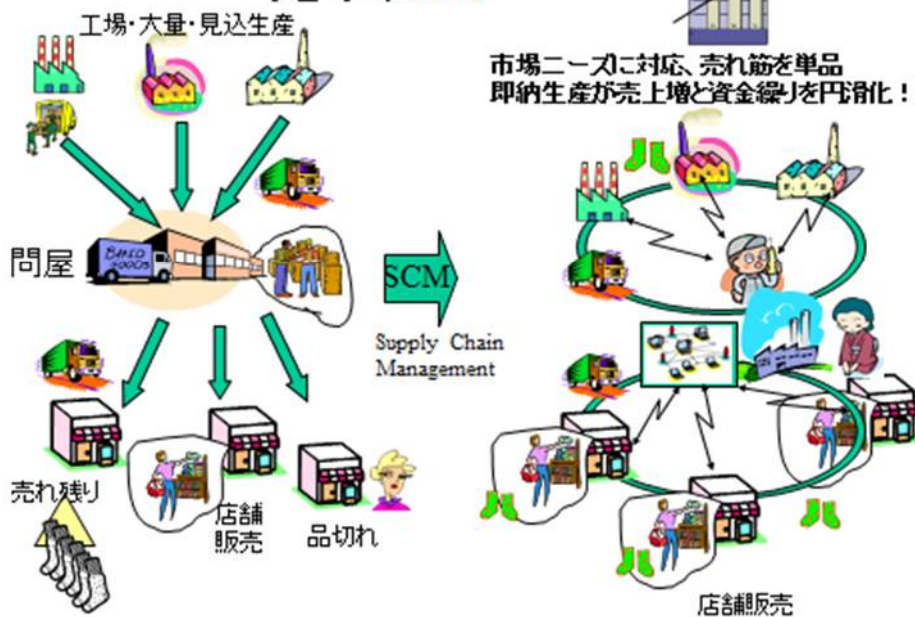 工場・大量・見込生産
市場ニーズに対応、売れ筋を単品
即納生産が売上増と資金繰りを円滑化！
問屋
SCM
Supply Chain
Management
売れ残り
店舗
販売
品切れ
店舗販売